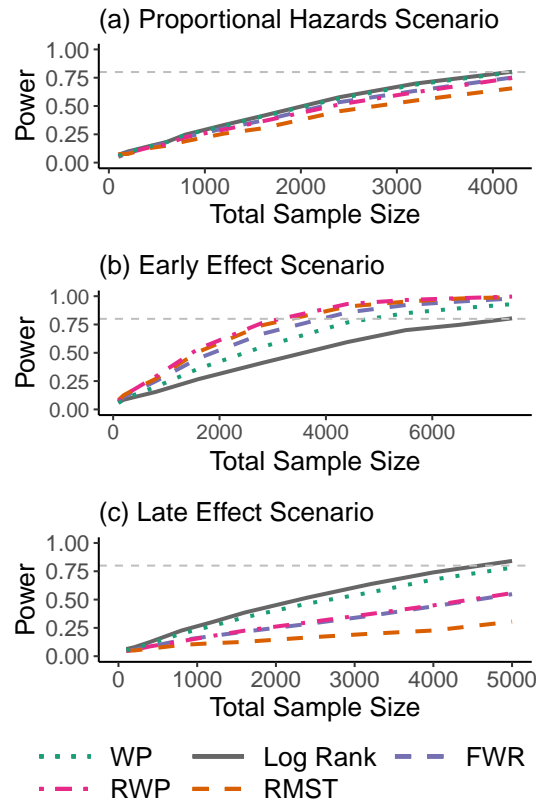 (a) Proportional Hazards Scenario
1.00
0.75
0.50
0.25
0.00
Power
1000 2000 3000 4000
Total Sample Size
(b) Early Effect Scenario
1.00
0.75
0.50
0.25
0.00
Power
0 2000 4000 6000
Total Sample Size
(c) Late Effect Scenario
1.00
0.75
0.50
0.25
0.00
Power
0 1000 2000 3000 4000 5000
Total Sample Size
WP Log Rank FWR
RWP RMST